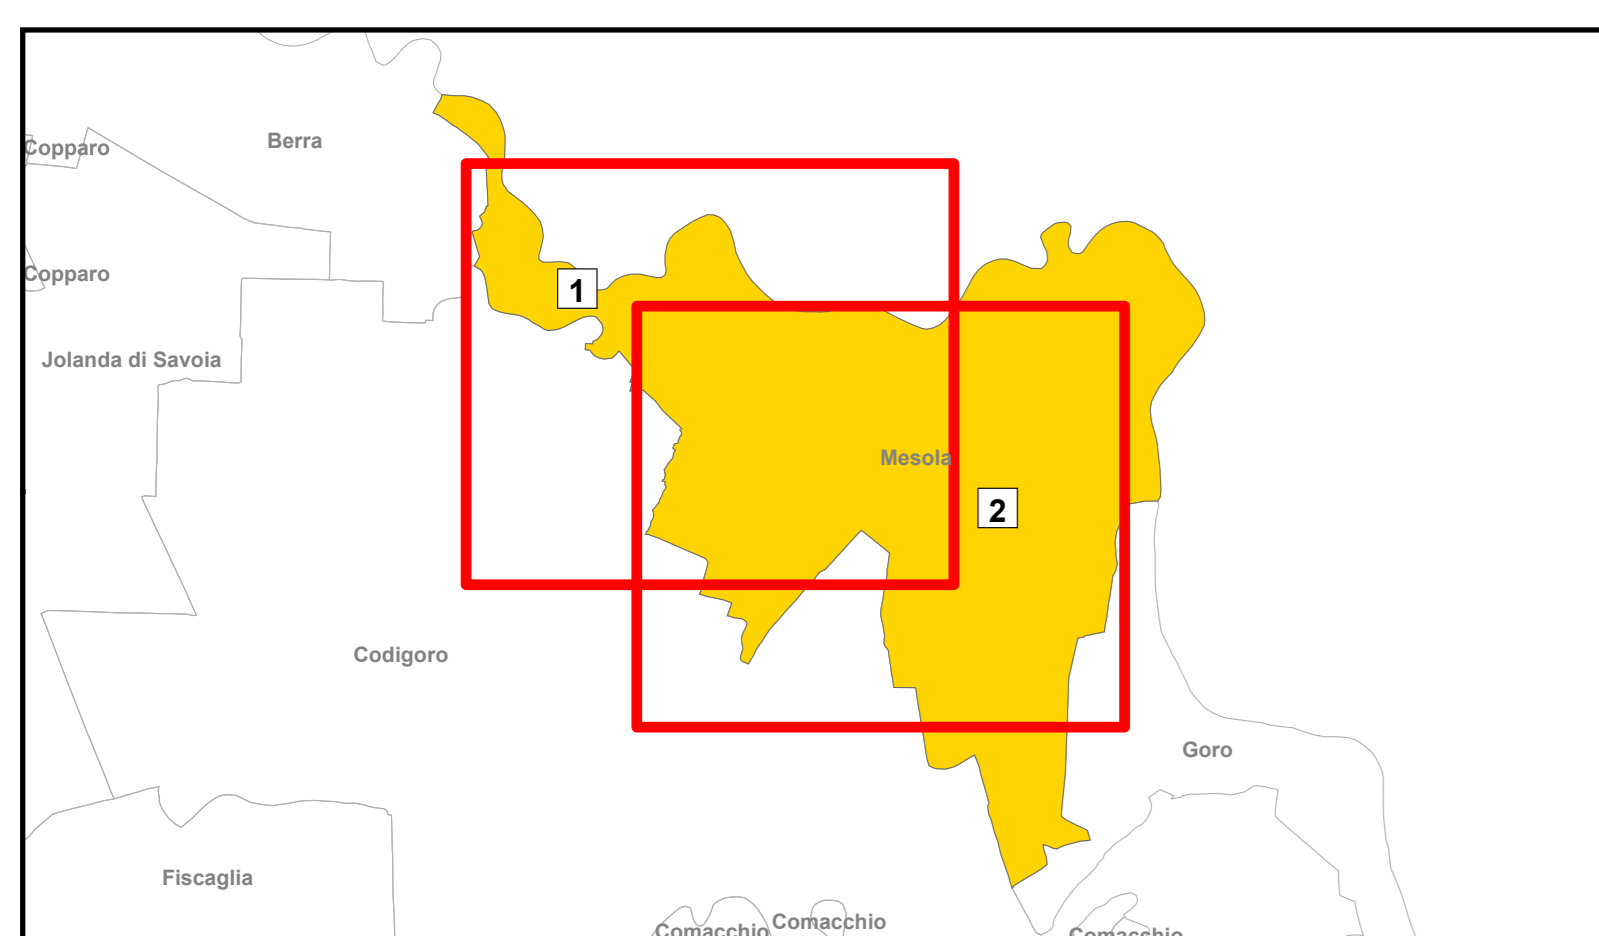 Berra
Copparo
Copparo
1
Jolanda di Savoia
Mesola
2
Codigoro
Goro
Fiscaglia
Comacchio
Comacchio
Comacchio